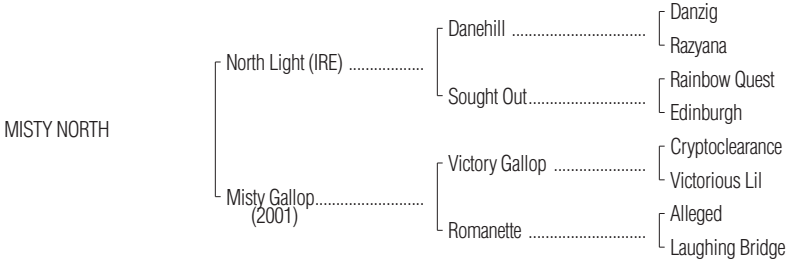 Danzig
Danehill ................................
Razyana
North Light (IRE) ..................
Rainbow Quest
Sought Out............................
Edinburgh
MISTY NORTH
Cryptoclearance
Victory Gallop ......................
Victorious Lil
Misty Gallop..........................
(2001)
Alleged
Romanette ............................
Laughing Bridge